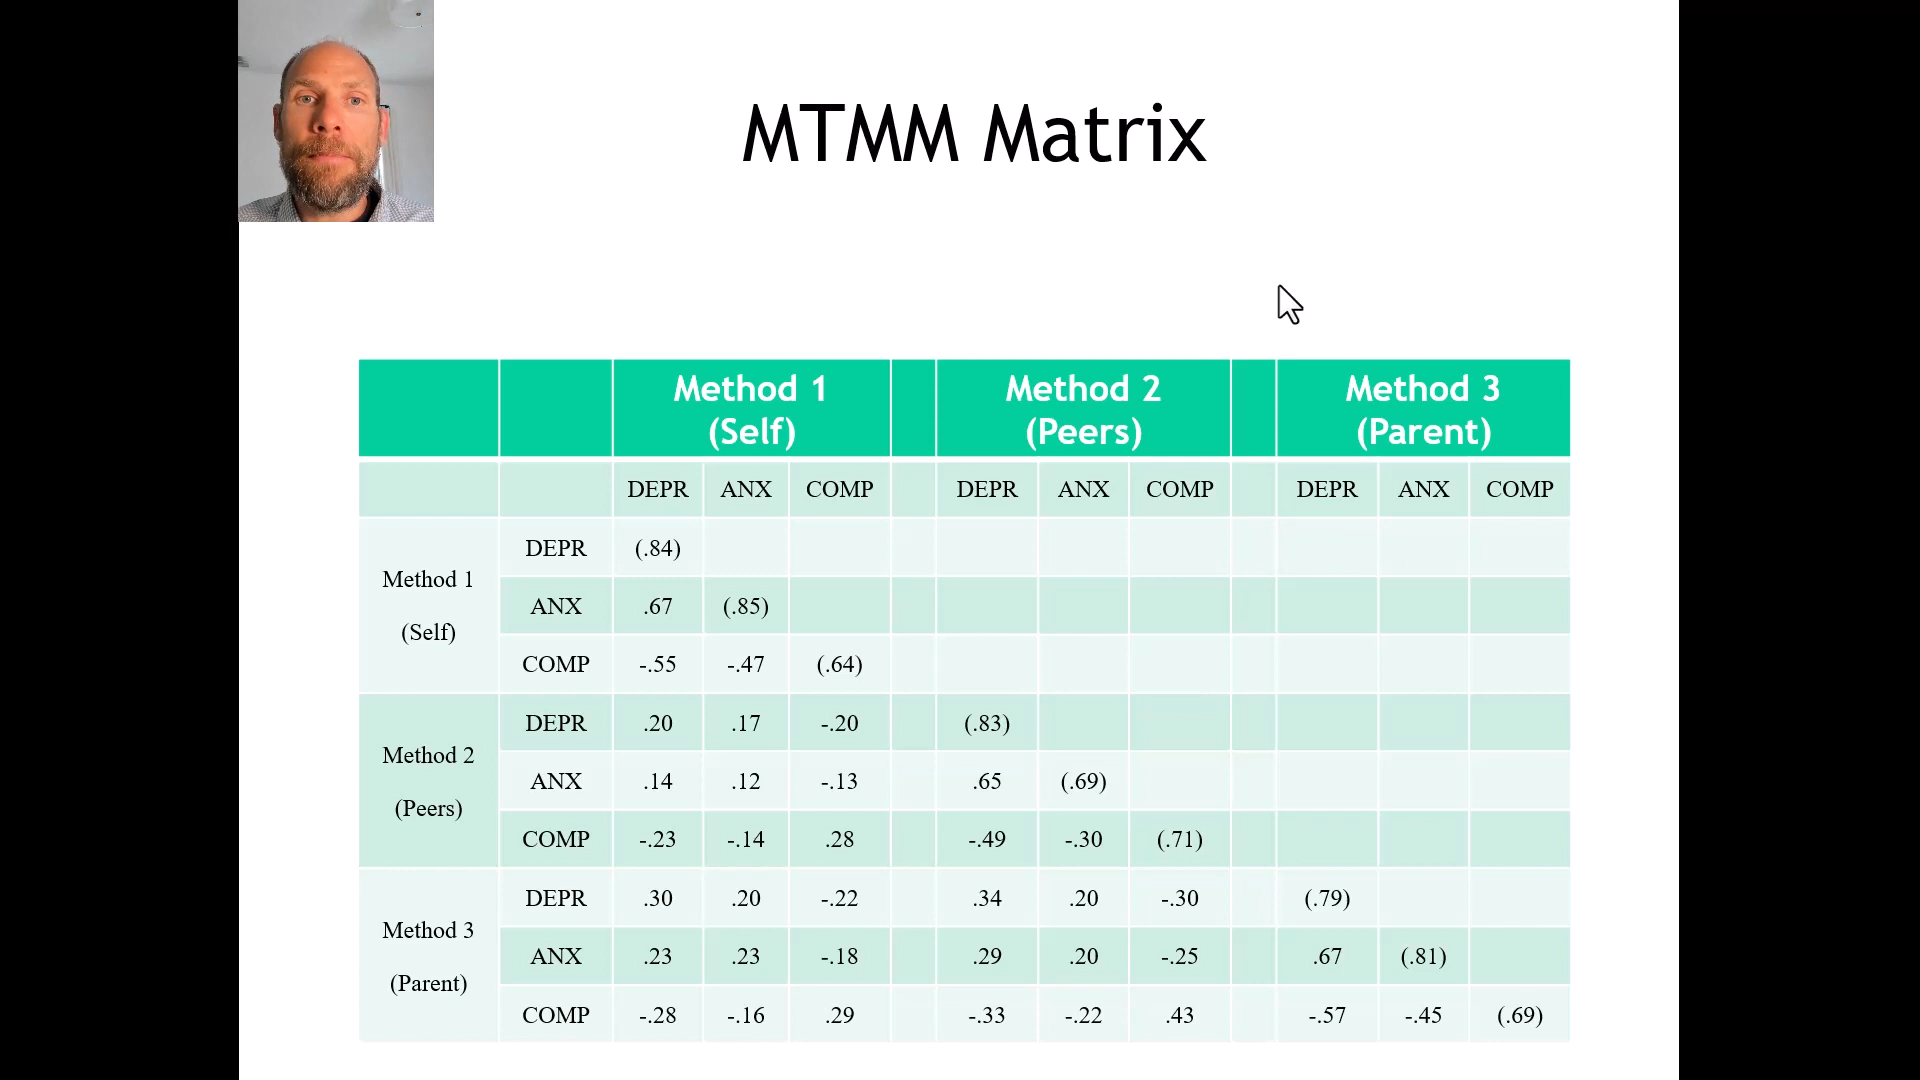 MTMM Matrix
Method 1 Method 2 Method 3
(Self) (Peers) (Parent)
DEPR ANX COMP DEPR ANX COMP DEPR ANX COMP
Method 1
(Self)
DEPR (.84)
ANX .67 (.85)
COMP -.55 -.47 (.64)
Method 2
(Peers)
DEPR .20 .17 -.20 (.83)
ANX .14 .12 -.13 .65 (.69)
COMP -.23 -.14 .28 -.49 -.30 (.71)
Method 3
(Parent)
DEPR .30 .20 -.22 .34 .20 -.30 (.79)
ANX .23 .23 -.18 .29 .20 -.25 .67 (.81)
COMP -.28 -.16 .29 -.33 -.22 .43 -.57 -.45 (.69)